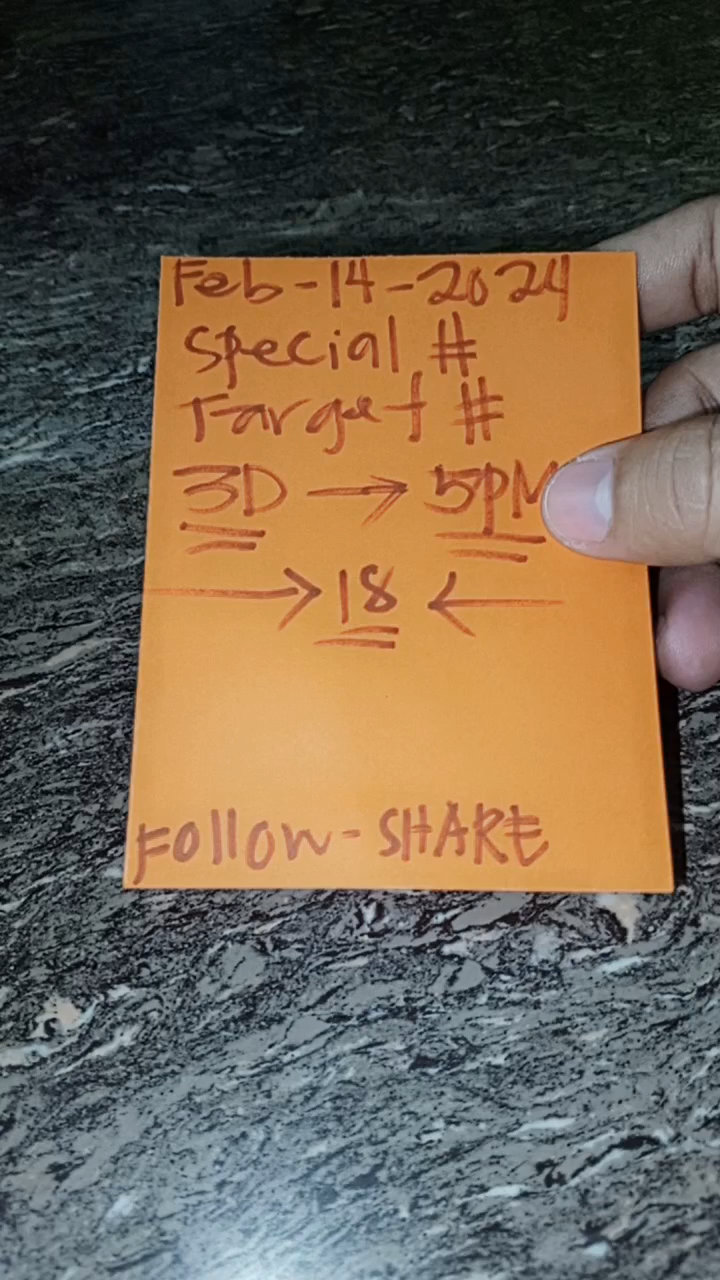 Feb-14-2024
Special #
Target #
3D → 5PM
→ 18 ←
Follow - SHARE